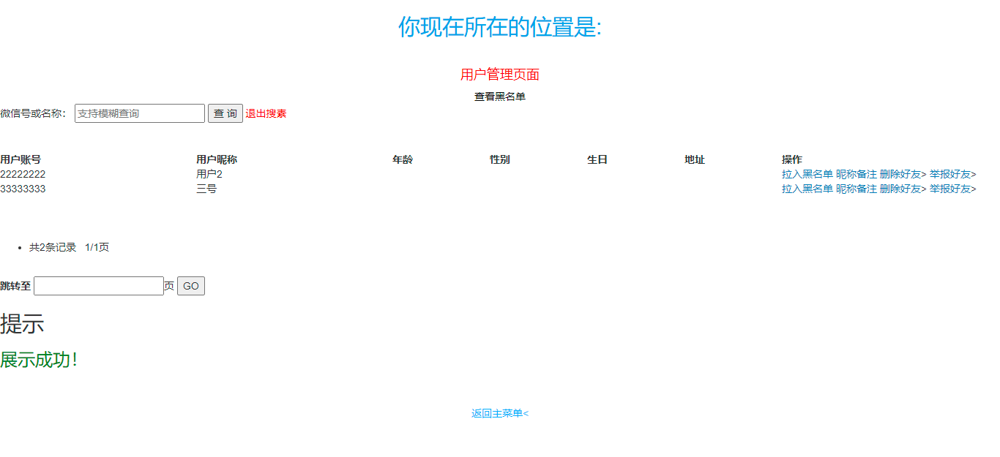 你现在所在的位置是:
用户管理页面
查看黑名单
微信号或名称： 支持模糊查询 查 询 退出搜素
用户账号 用户昵称 年龄 性别 生日 地址 操作
22222222 用户2 拉入黑名单 昵称备注 删除好友> 举报好友>
33333333 三号 拉入黑名单 昵称备注 删除好友> 举报好友>
共2条记录 1/1页
跳转至 页 GO
提示
展示成功！
返回主菜单<